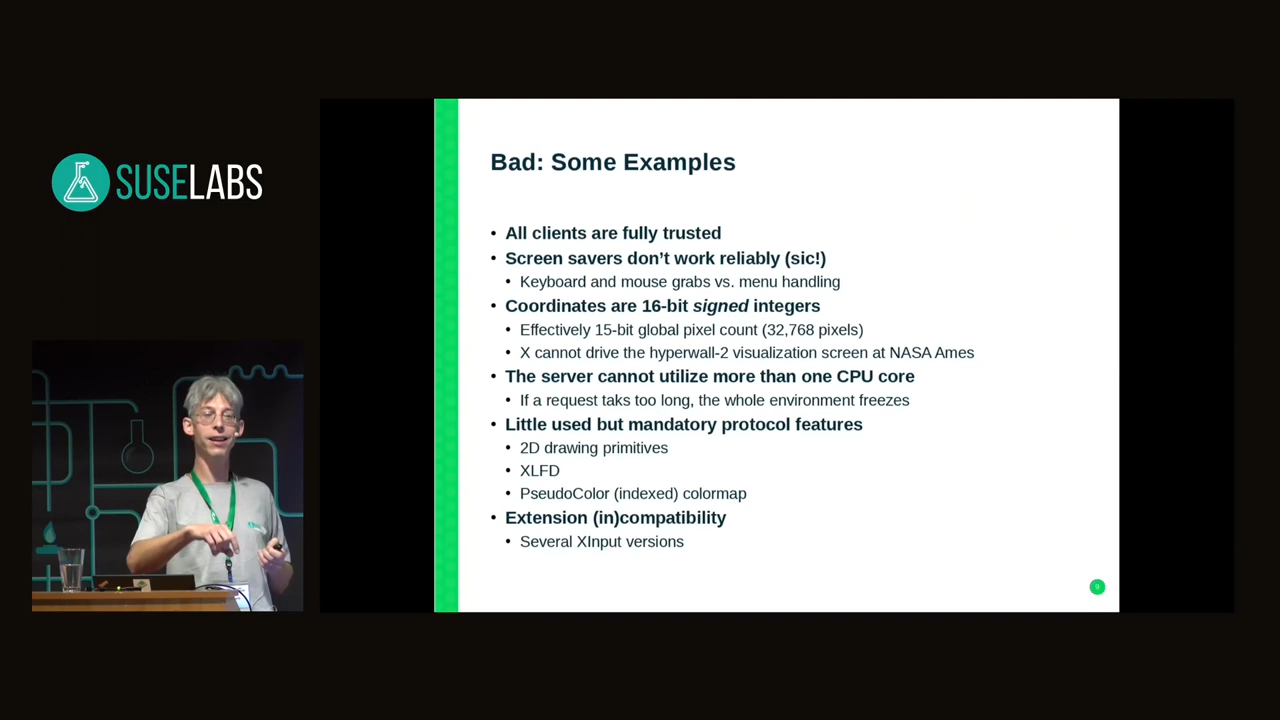 SUSELABS
Bad: Some Examples
• All clients are fully trusted
• Screen savers don’t work reliably (sic!)
• Keyboard and mouse grabs vs. menu handling
• Coordinates are 16-bit signed integers
• Effectively 15-bit global pixel count (32,768 pixels)
• X cannot drive the hyperwall-2 visualization screen at NASA Ames
• The server cannot utilize more than one CPU core
• If a request taks too long, the whole environment freezes
• Little used but mandatory protocol features
• 2D drawing primitives
• XLFD
• PseudoColor (indexed) colormap
• Extension (in)compatibility
• Several XInput versions
9